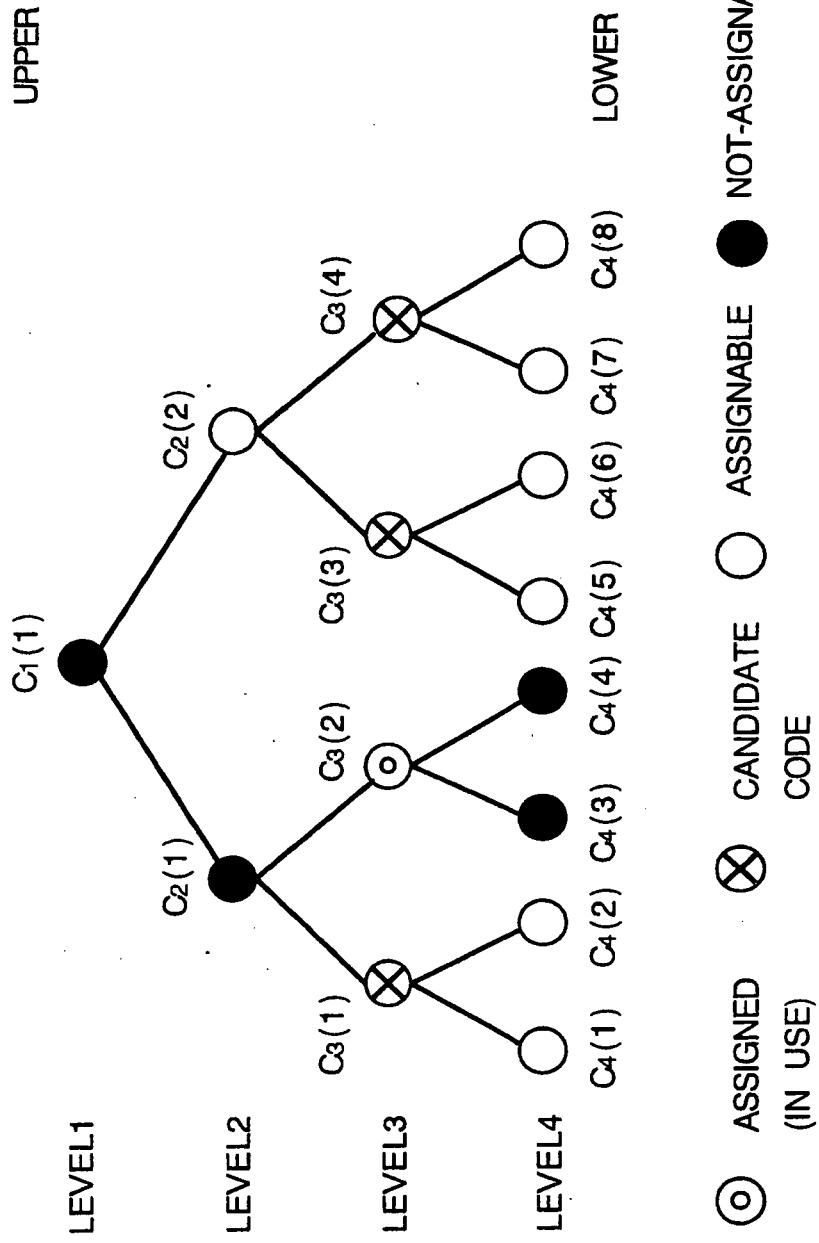 UPPER
C1(1)
LEVEL1
C2(1)
C2(2)
LEVEL2
C3(1)
C3(2)
C3(3)
C3(4)
LEVEL3
LEVEL4
C4(1)
C4(2)
C4(3)
C4(4)
C4(5)
C4(6)
C4(7)
C4(8)
LOWER
ASSIGNED
(IN USE)
CANDIDATE
CODE
ASSIGNABLE
NOT-ASSIGNA